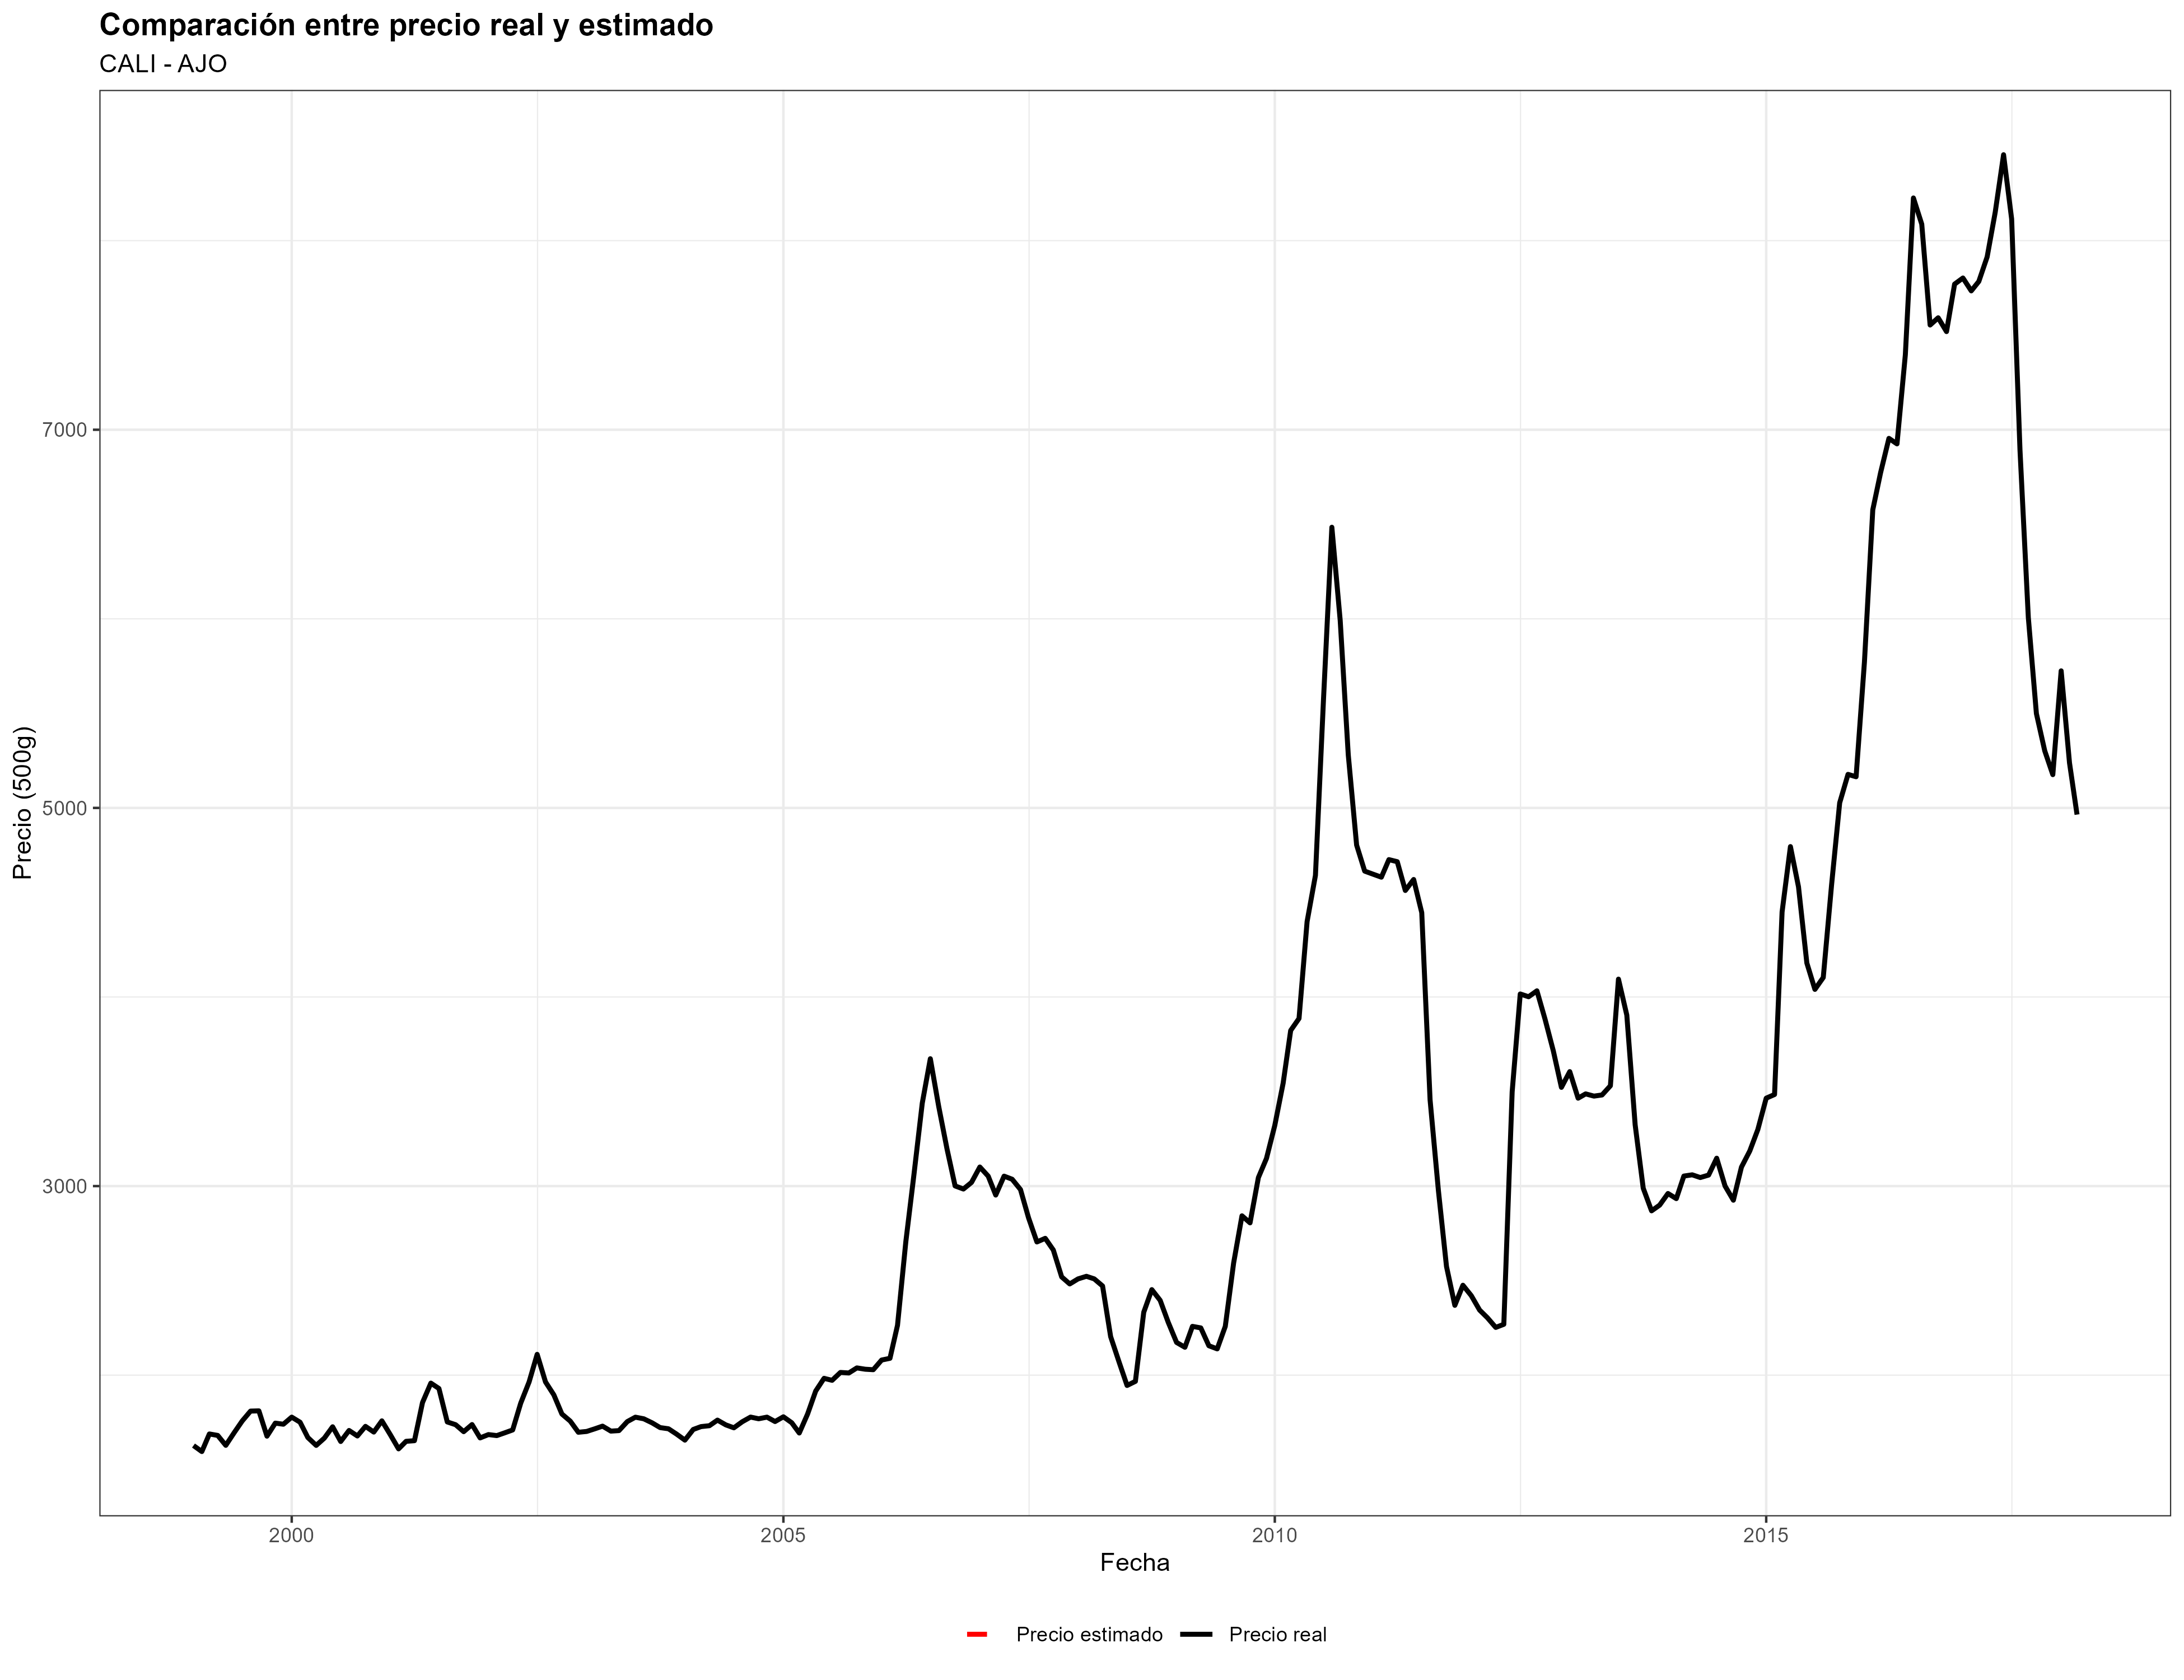 Comparación entre precio real y estimado
CALI - AJO
Precio (500g)
7000
5000
3000
2000 2005 2010 2015
Fecha
Precio estimado Precio real